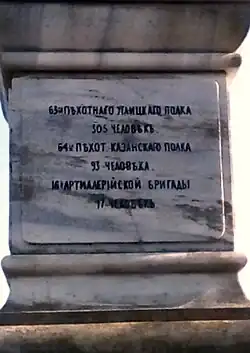 63ГО ПѢХОТНАГО УГЛИЦКАГО ПОЛКА
305 ЧЕЛОВѢКЪ.
64ГО ПѢХОТ. КАЗАНСКАГО ПОЛКА
93 ЧЕЛОВѢКА.
16Й АРТИЛЛЕРІЙСКОЙ БРИГАДЫ
17 ЧЕЛОВѢКЪ